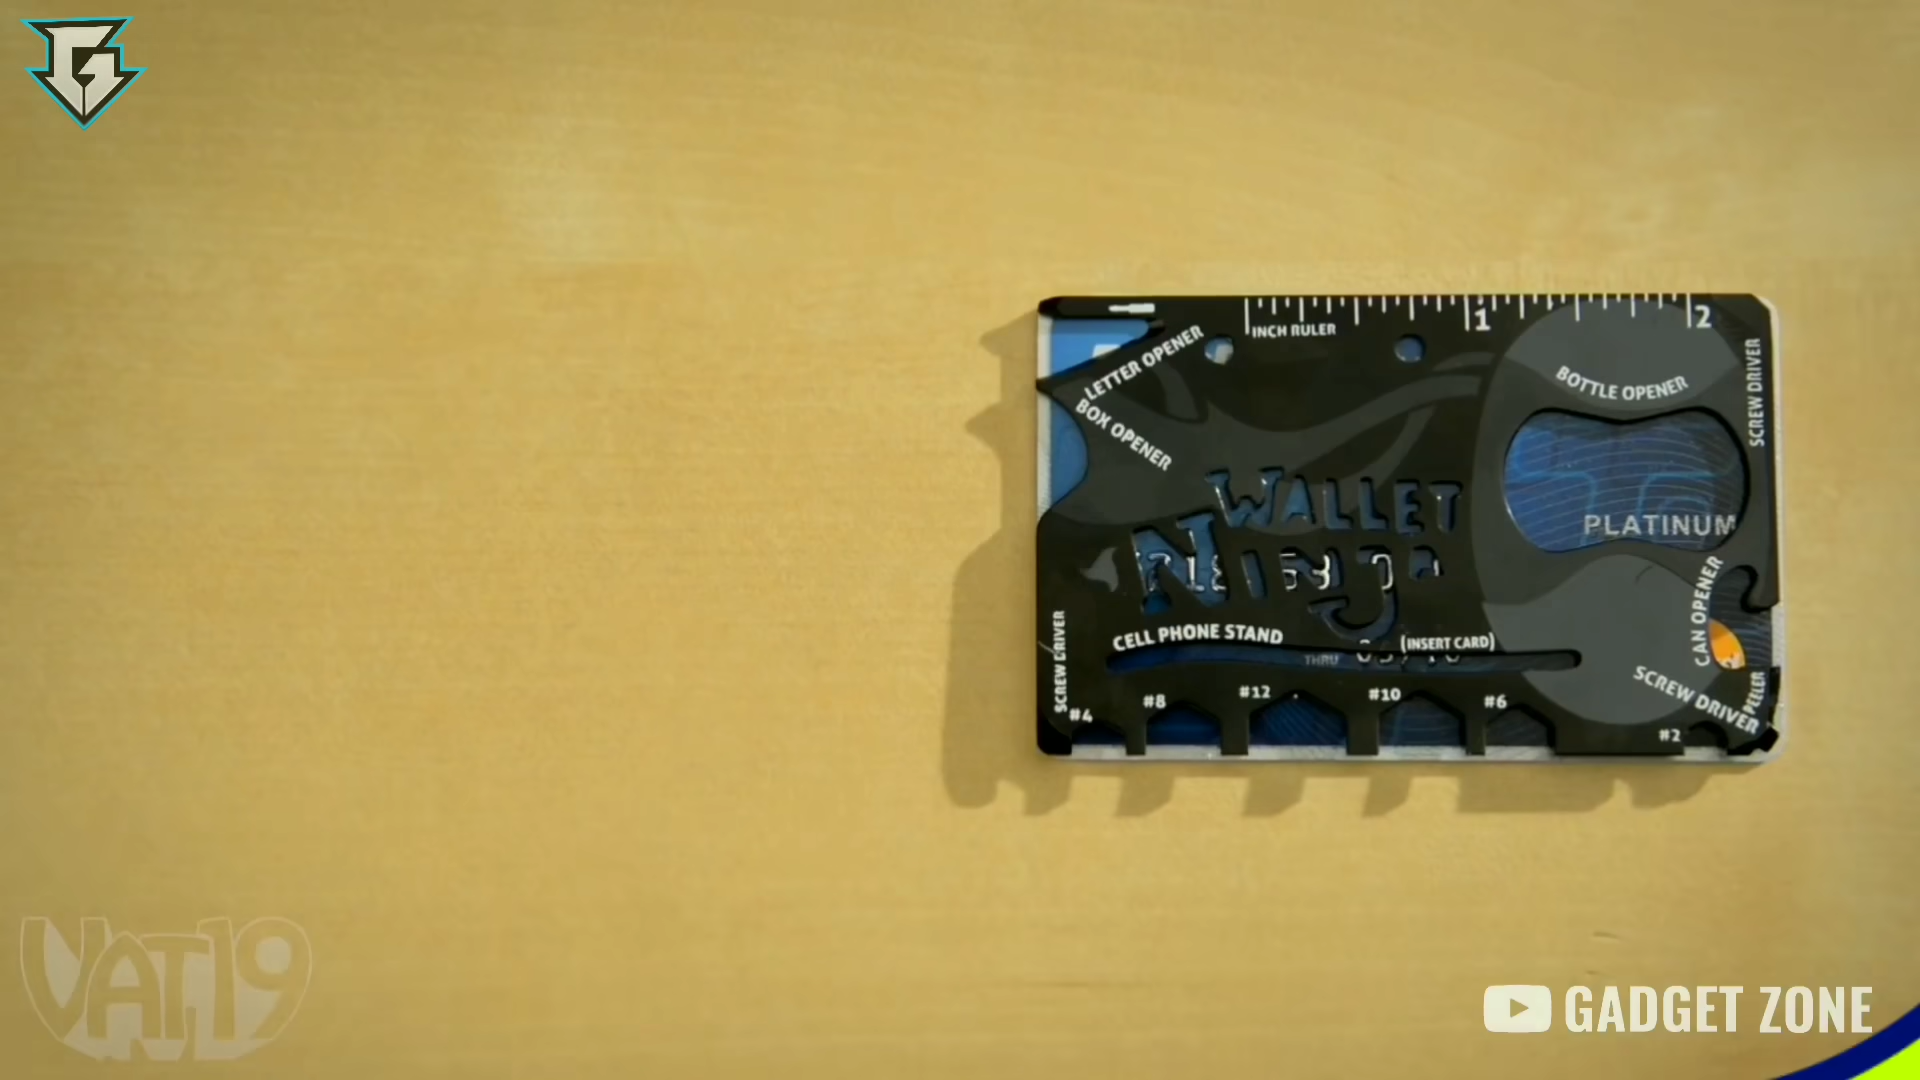 G
INCH RULER
1
2
LETTER OPENER
BOX OPENER
BOTTLE OPENER
SCREW DRIVER
WALLET
NINJA
PLATINUM
CAN OPENER
CELL PHONE STAND
(INSERT CARD)
THRU
SCREW DRIVER
SCREW DRIVER
PEELER
#4
#8
#12
#10
#6
#2
VAT19
GADGET ZONE